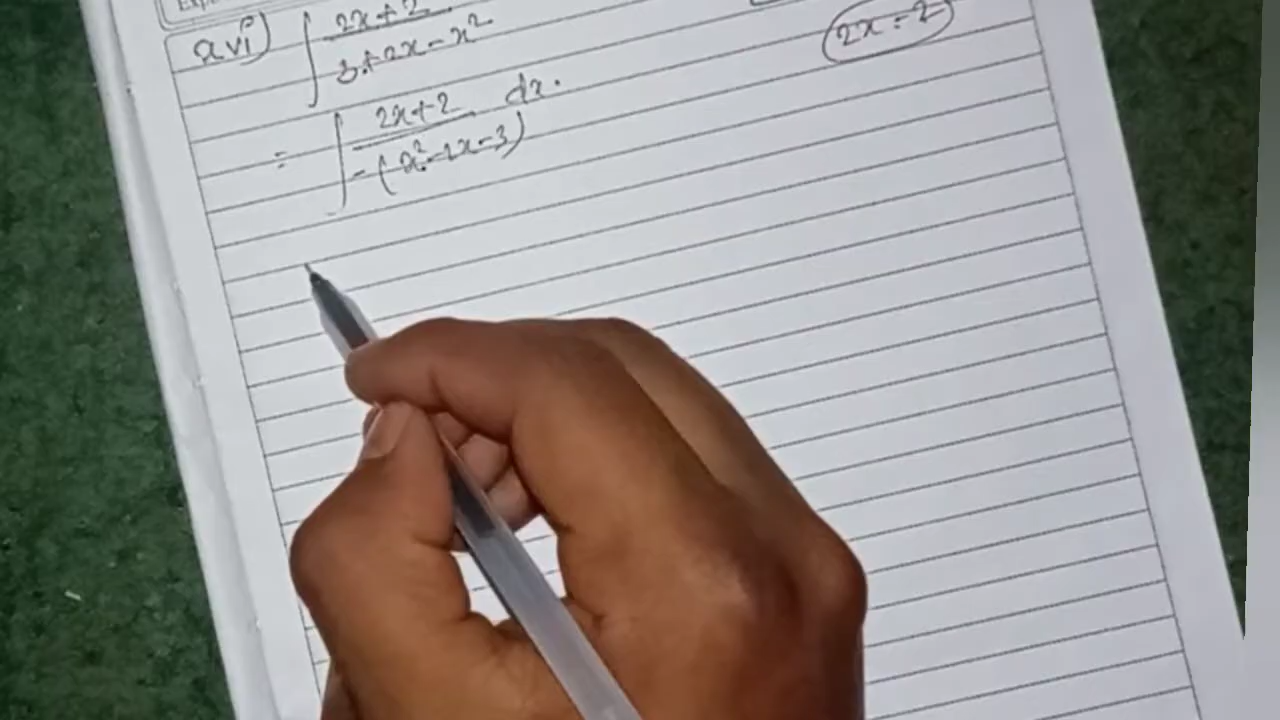 a.vi) ∫ 2x+2 / 3+2x-x²
2x-2
= ∫ 2x+2 / -(x²-2x-3) dx.